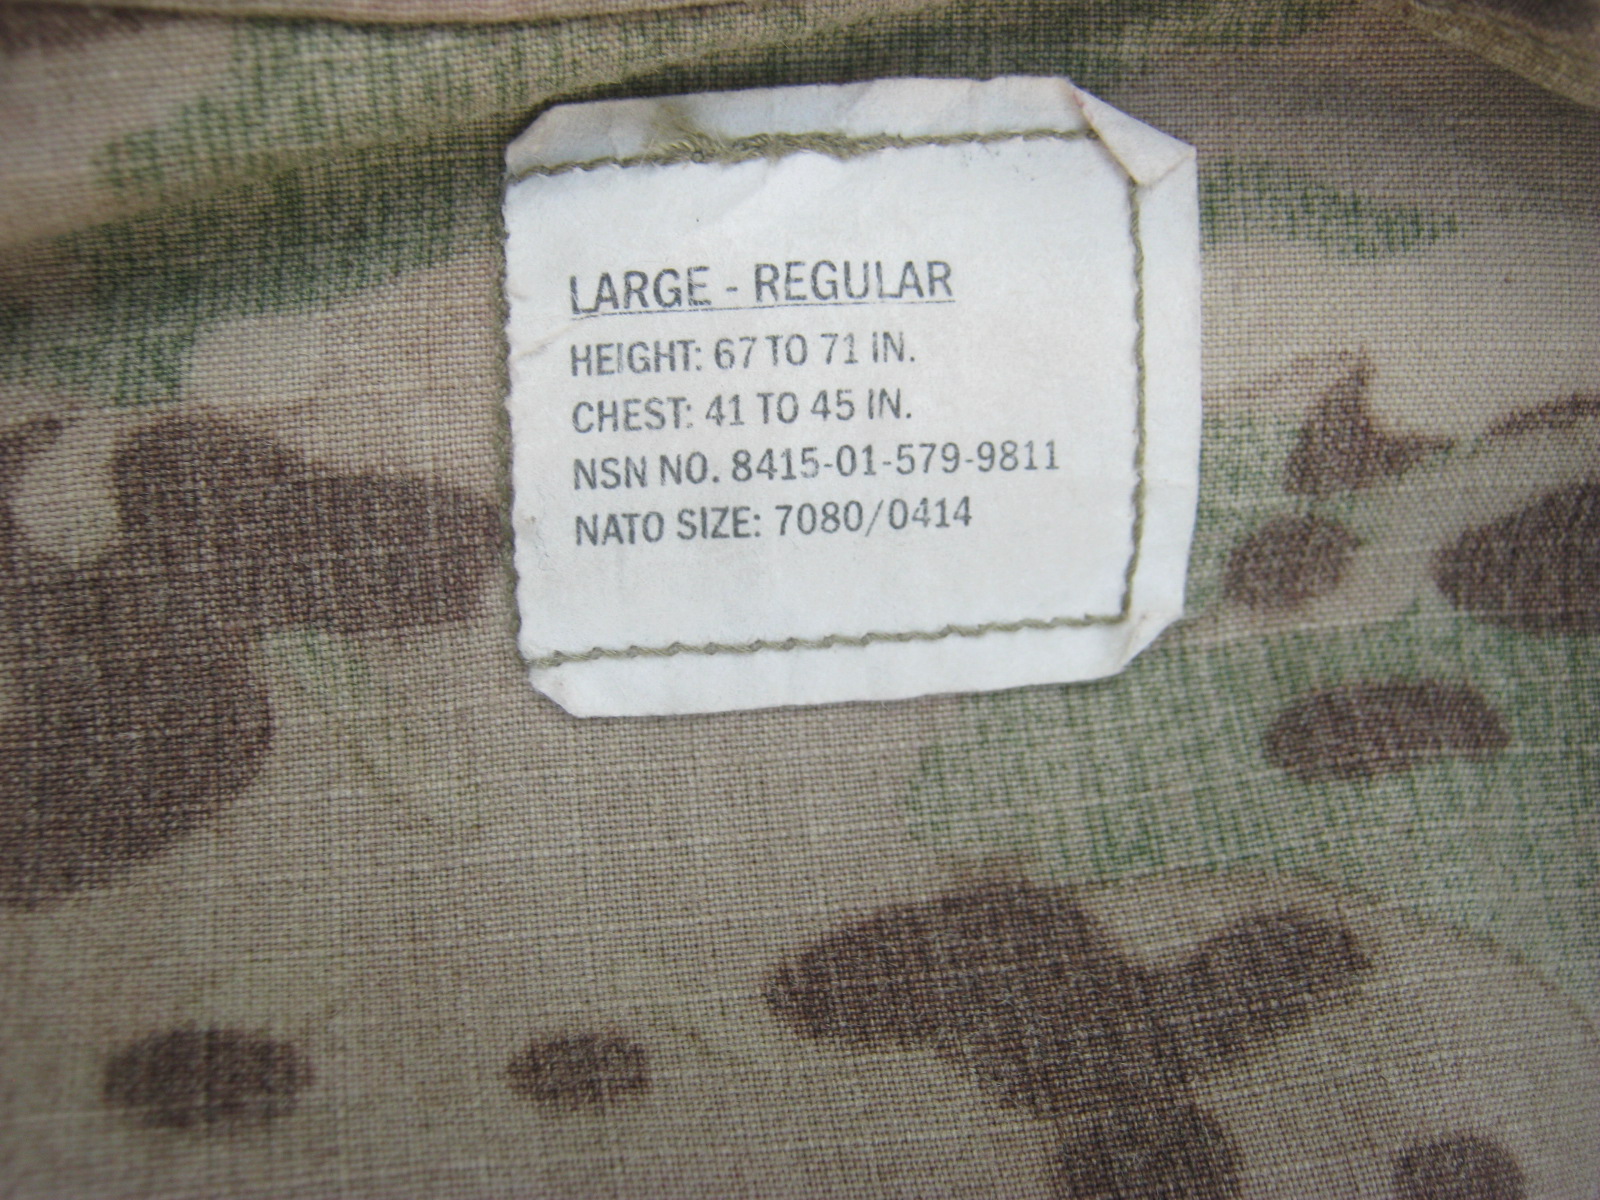 LARGE - REGULAR
HEIGHT: 67 TO 71 IN.
CHEST: 41 TO 45 IN.
NSN NO. 8415-01-579-9811
NATO SIZE: 7080/0414